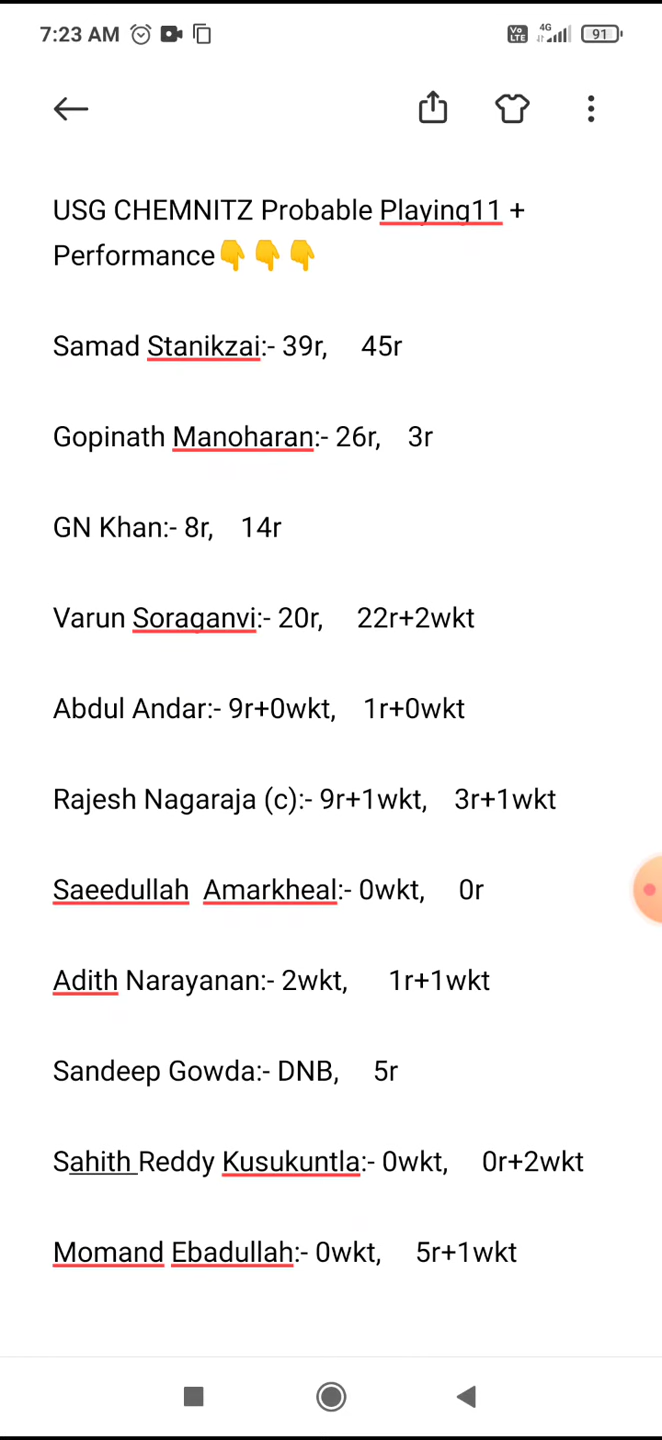 7:23 AM
Vo LTE 4G 91
USG CHEMNITZ Probable Playing11 +
Performance👇👇👇
Samad Stanikzai:- 39r, 45r
Gopinath Manoharan:- 26r, 3r
GN Khan:- 8r, 14r
Varun Soraganvi:- 20r, 22r+2wkt
Abdul Andar:- 9r+0wkt, 1r+0wkt
Rajesh Nagaraja (c):- 9r+1wkt, 3r+1wkt
Saeedullah Amarkheal:- 0wkt, 0r
Adith Narayanan:- 2wkt, 1r+1wkt
Sandeep Gowda:- DNB, 5r
Sahith Reddy Kusukuntla:- 0wkt, 0r+2wkt
Momand Ebadullah:- 0wkt, 5r+1wkt